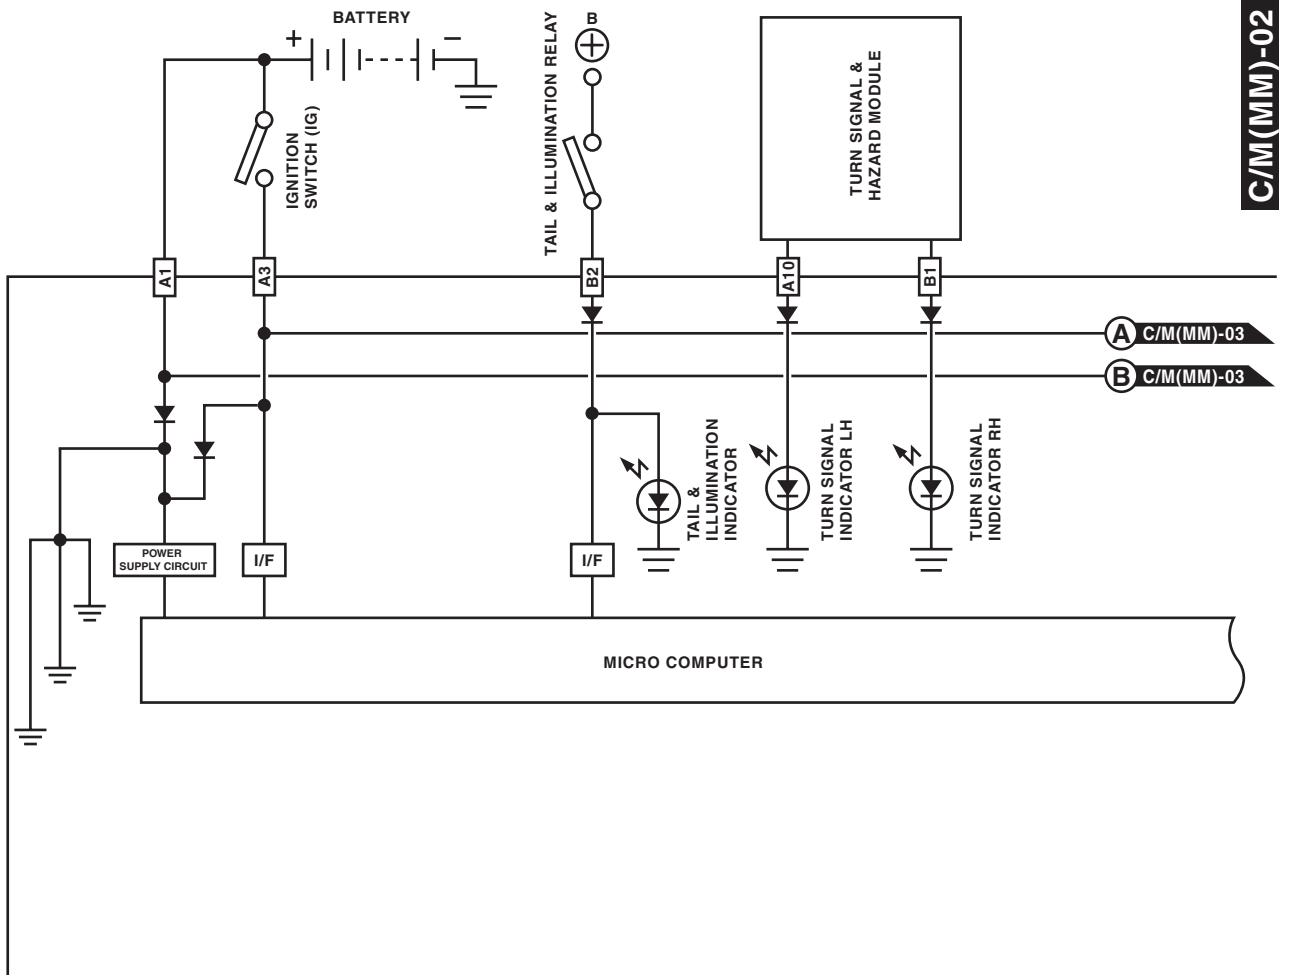 C/M(MM)-02
BATTERY
+
−
IGNITION
SWITCH (IG)
TAIL & ILLUMINATION RELAY
B
TURN SIGNAL &
HAZARD MODULE
A1
A3
B2
A10
B1
A C/M(MM)-03
B C/M(MM)-03
TAIL &
ILLUMINATION
INDICATOR
TURN SIGNAL
INDICATOR LH
TURN SIGNAL
INDICATOR RH
POWER
SUPPLY CIRCUIT
I/F
I/F
MICRO COMPUTER